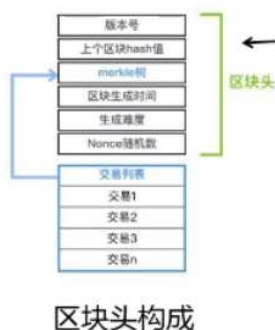 版本号
上个区块hash值
merkle树
区块头
区块生成时间
生成难度
Nonce随机数
交易列表
交易1
交易2
交易3
交易n
区块头构成